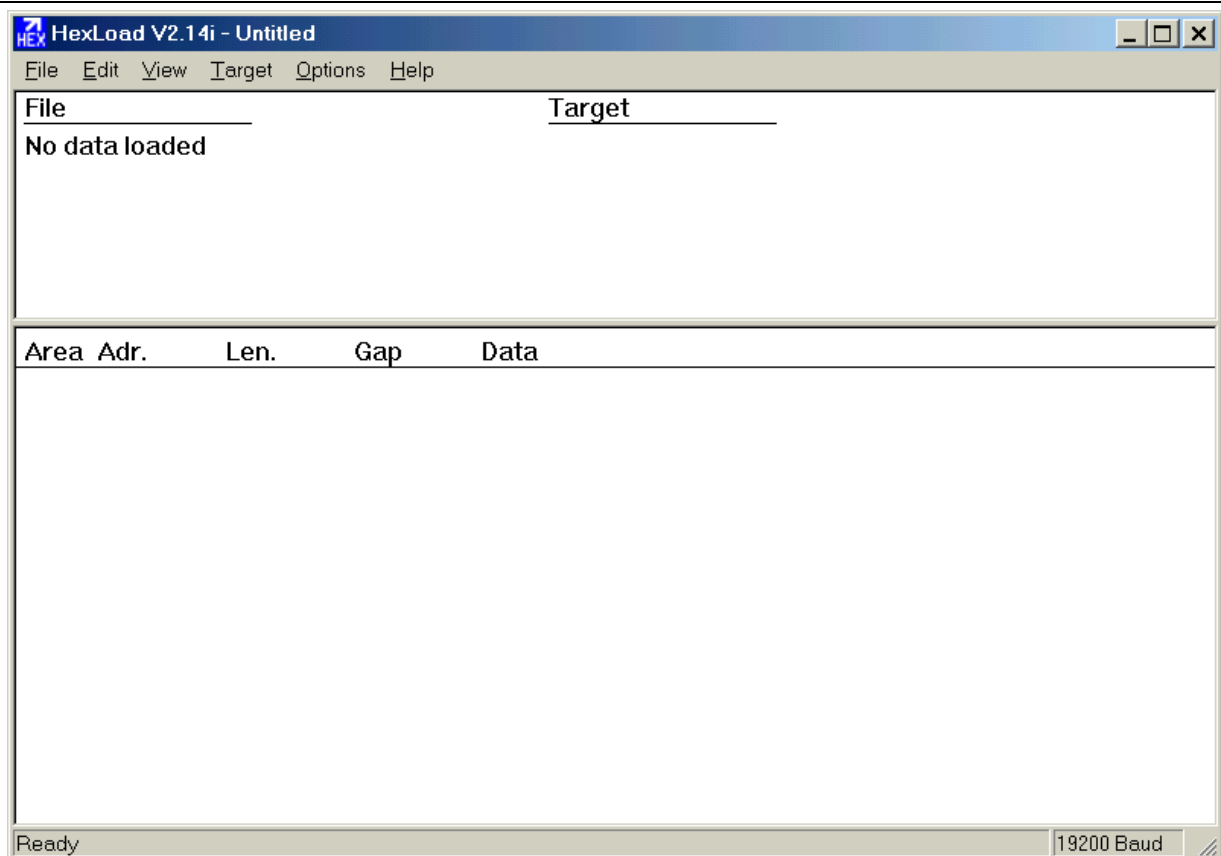 HEX HexLoad V2.14i - Untitled
File Edit View Target Options Help
File Target
No data loaded
Area Adr. Len. Gap Data
Ready 19200 Baud